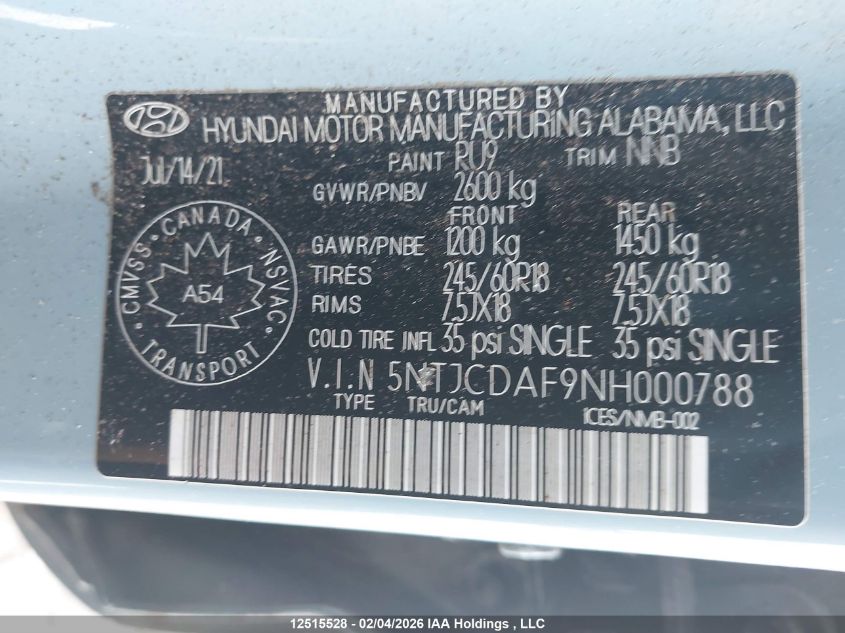 MANUFACTURED BY
HYUNDAI MOTOR MANUFACTURING ALABAMA, LLC
Jul/14/21 PAINT RU9 TRIM NNB
GVWR/PNBV 2600 kg
FRONT REAR
GAWR/PNBE 1200 kg 1450 kg
TIRES 245/60R18 245/60R18
RIMS 7.5JX18 7.5JX18
COLD TIRE INFL 35 psi SINGLE 35 psi SINGLE
CANADA
CMVSS NSVAC
A54
TRANSPORT
V.I.N 5NTJCDAF9NH000788
TYPE TRU/CAM 1CES/NMB-002
12515528 - 02/04/2026 IAA Holdings , LLC